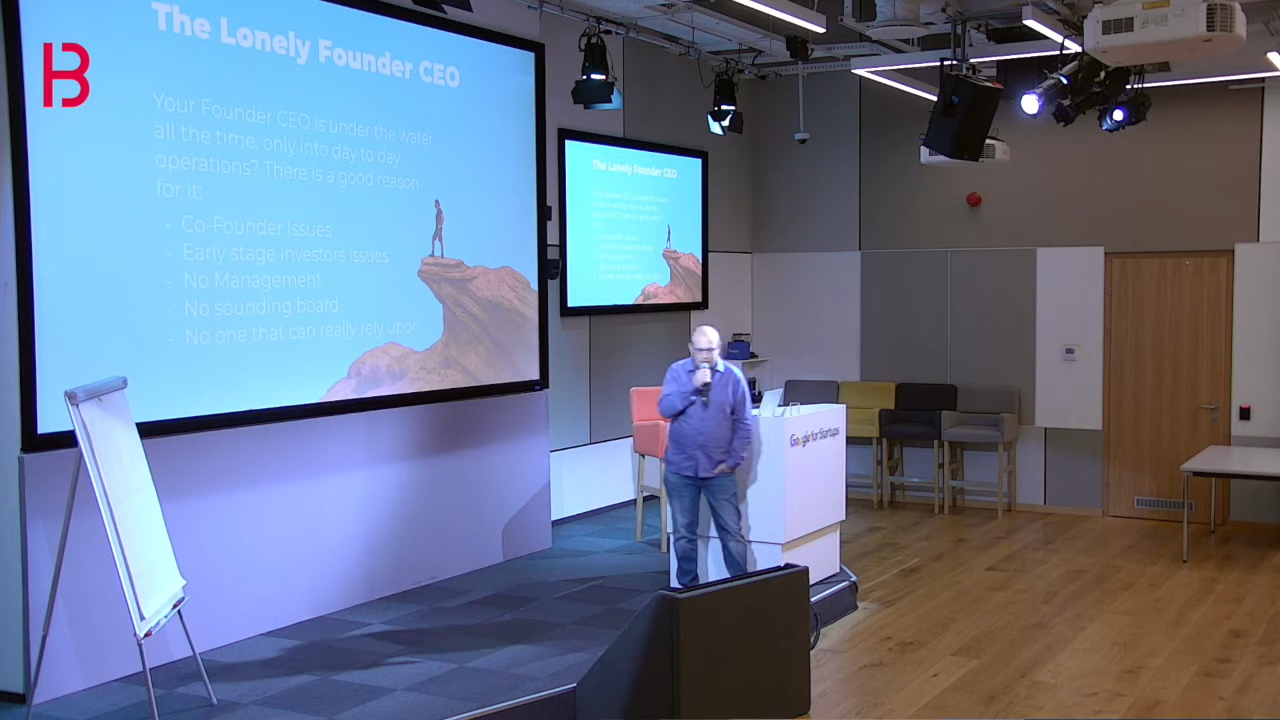 The Lonely Founder CEO
Your Founder CEO is under the water
all the time, only into day to day
operations? There is a good reason
for it:
- Co-Founder Issues
- Early stage Investors issues
- No Management
- No sounding board
- No one that can really rely upon
The Lonely Founder CEO
Google for Startups